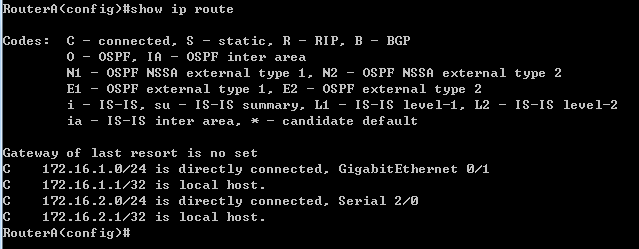 RouterA(config)#show ip route
Codes:  C - connected, S - static, R - RIP, B - BGP
O - OSPF, IA - OSPF inter area
N1 - OSPF NSSA external type 1, N2 - OSPF NSSA external type 2
E1 - OSPF external type 1, E2 - OSPF external type 2
i - IS-IS, su - IS-IS summary, L1 - IS-IS level-1, L2 - IS-IS level-2
ia - IS-IS inter area, * - candidate default
Gateway of last resort is no set
C    172.16.1.0/24 is directly connected, GigabitEthernet 0/1
C    172.16.1.1/32 is local host.
C    172.16.2.0/24 is directly connected, Serial 2/0
C    172.16.2.1/32 is local host.
RouterA(config)#